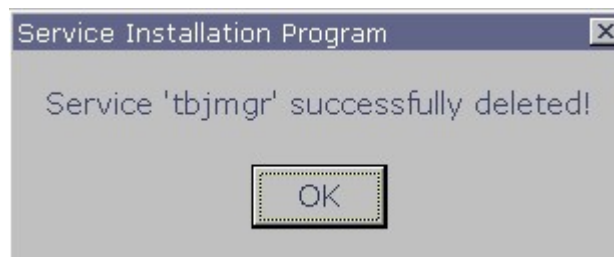 Service Installation Program
Service 'tbjmgr' successfully deleted!
OK